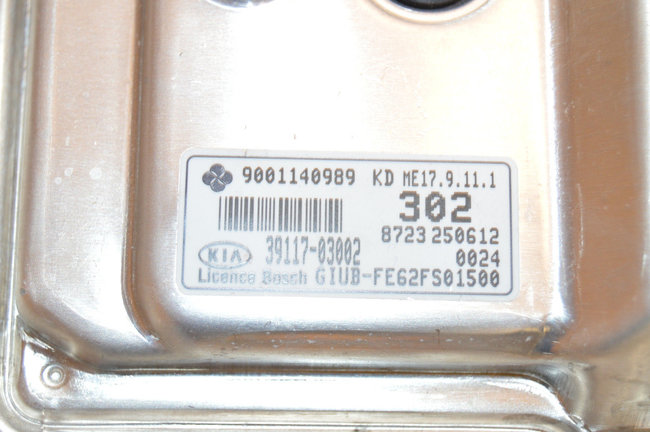 9001140989 KD ME17.9.11.1
302
8723 250612
KIA 39117-03002 0024
Licence Bosch GIUB-FE62FS01500